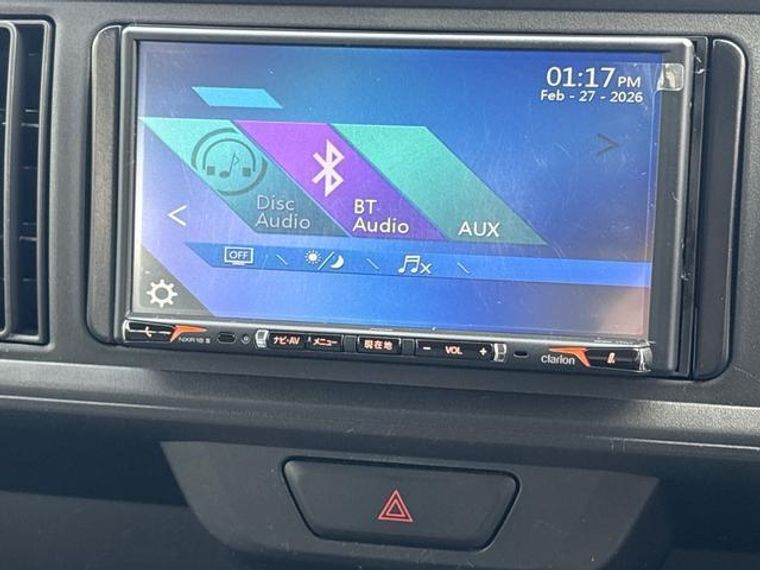 01:17 PM
Feb - 27 - 2026
Disc
Audio
BT
Audio
AUX
OFF
ナビ・AV
メニュー
現在地
− VOL +
clarion